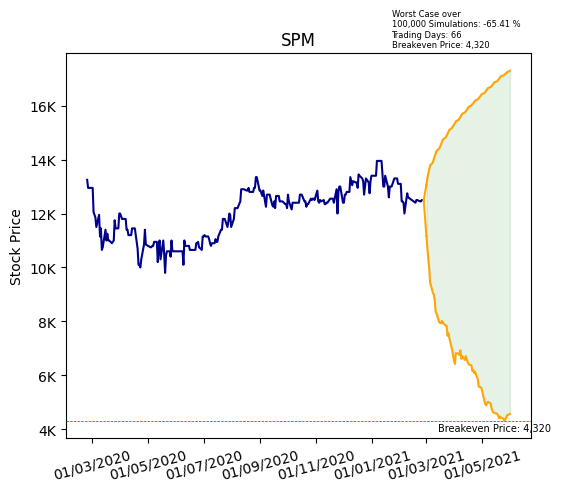 Worst Case over
100,000 Simulations: -65.41 %
Trading Days: 66
Breakeven Price: 4,320
SPM
Stock Price
16K
14K
12K
10K
8K
6K
4K
Breakeven Price: 4,320
01/03/2020
01/05/2020
01/07/2020
01/09/2020
01/11/2020
01/01/2021
01/03/2021
01/05/2021